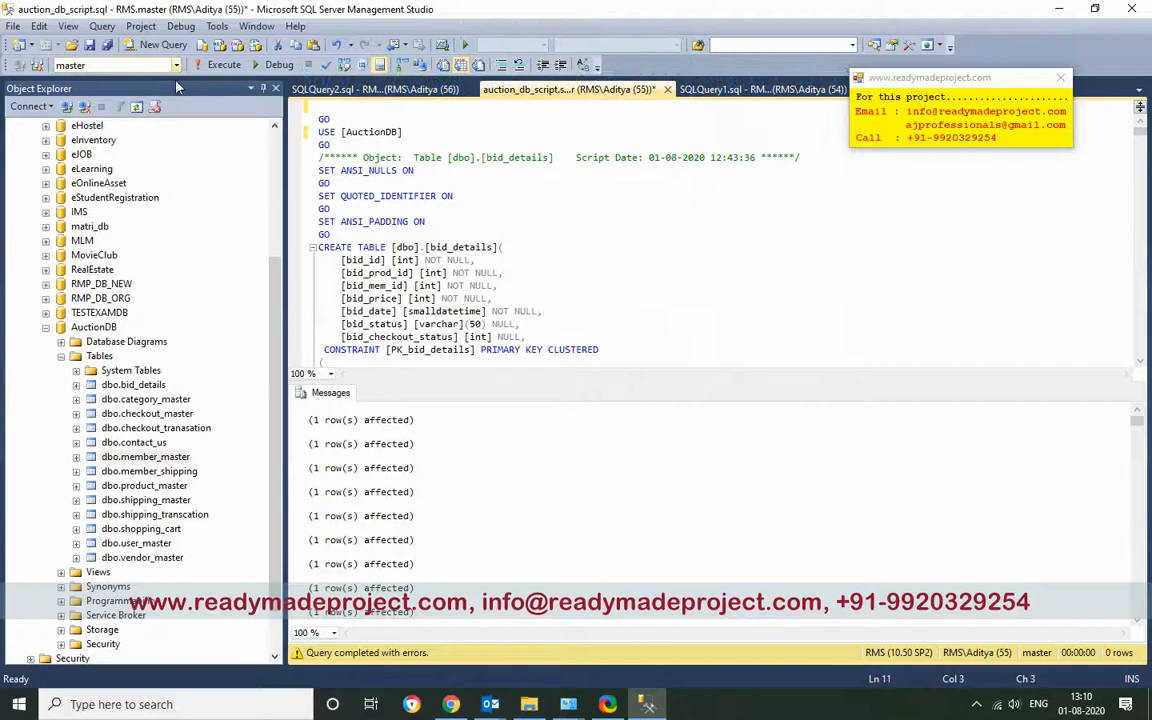 auction_db_script.sql - RMS.master (RMS\Aditya (55))* - Microsoft SQL Server Management Studio
File Edit View Query Project Debug Tools Window Help
New Query
master Execute Debug
Object Explorer
Connect
eHostel
eInventory
eJOB
eLearning
eOnlineAsset
eStudentRegistration
IMS
matri_db
MLM
MovieClub
RealEstate
RMP_DB_NEW
RMP_DB_ORG
TESTEXAMDB
AuctionDB
Database Diagrams
Tables
System Tables
dbo.bid_details
dbo.category_master
dbo.checkout_master
dbo.checkout_tranasation
dbo.contact_us
dbo.member_master
dbo.member_shipping
dbo.product_master
dbo.shipping_master
dbo.shipping_transcation
dbo.shopping_cart
dbo.user_master
dbo.vendor_master
Views
Synonyms
Service Broker
Storage
Security
Security
SQLQuery2.sql - RM...(RMS\Aditya (56)) auction_db_script.s...r (RMS\Aditya (55))* SQLQuery1.sql - RM...(RMS\Aditya (54))
GO
USE [AuctionDB]
GO
/****** Object: Table [dbo].[bid_details] Script Date: 01-08-2020 12:43:36 ******/
SET ANSI_NULLS ON
GO
SET QUOTED_IDENTIFIER ON
GO
SET ANSI_PADDING ON
GO
CREATE TABLE [dbo].[bid_details](
[bid_id] [int] NOT NULL,
[bid_prod_id] [int] NOT NULL,
[bid_mem_id] [int] NOT NULL,
[bid_price] [int] NOT NULL,
[bid_date] [smalldatetime] NOT NULL,
[bid_status] [varchar](50) NULL,
[bid_checkout_status] [int] NULL,
CONSTRAINT [PK_bid_details] PRIMARY KEY CLUSTERED
(
100 %
www.readymadeproject.com
For this project......................
Email : info@readymadeproject.com
ajprofessionals@gmail.com
Call : +91-9920329254
Messages
(1 row(s) affected)
(1 row(s) affected)
(1 row(s) affected)
(1 row(s) affected)
(1 row(s) affected)
(1 row(s) affected)
(1 row(s) affected)
(1 row(s) affected)
www.readymadeproject.com, info@readymadeproject.com, +91-9920329254
100 %
Query completed with errors. RMS (10.50 SP2) RMS\Aditya (55) master 00:00:00 0 rows
Ready Ln 11 Col 3 Ch 3 INS
Type here to search ENG 13:10
01-08-2020